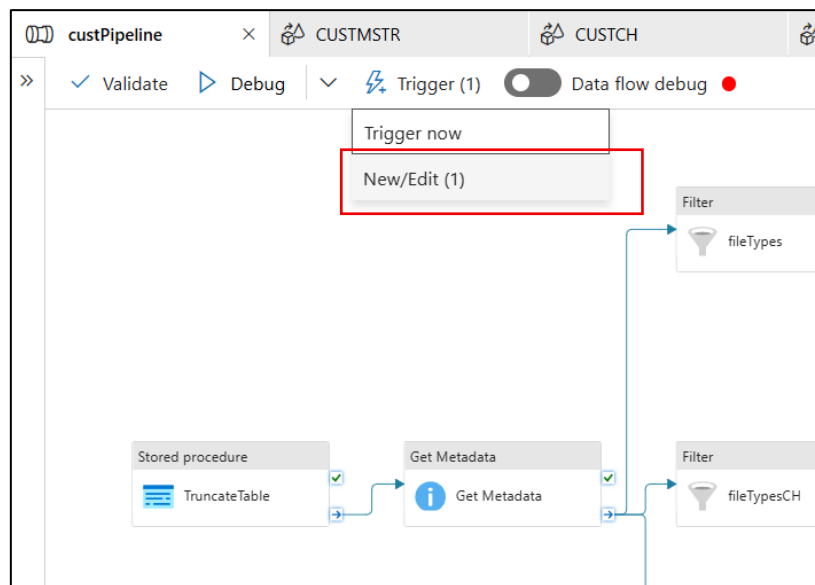 custPipeline
CUSTMSTR
CUSTCH
Validate
Debug
Trigger (1)
Data flow debug
Trigger now
New/Edit (1)
Filter
fileTypes
Stored procedure
TruncateTable
Get Metadata
Get Metadata
Filter
fileTypesCH